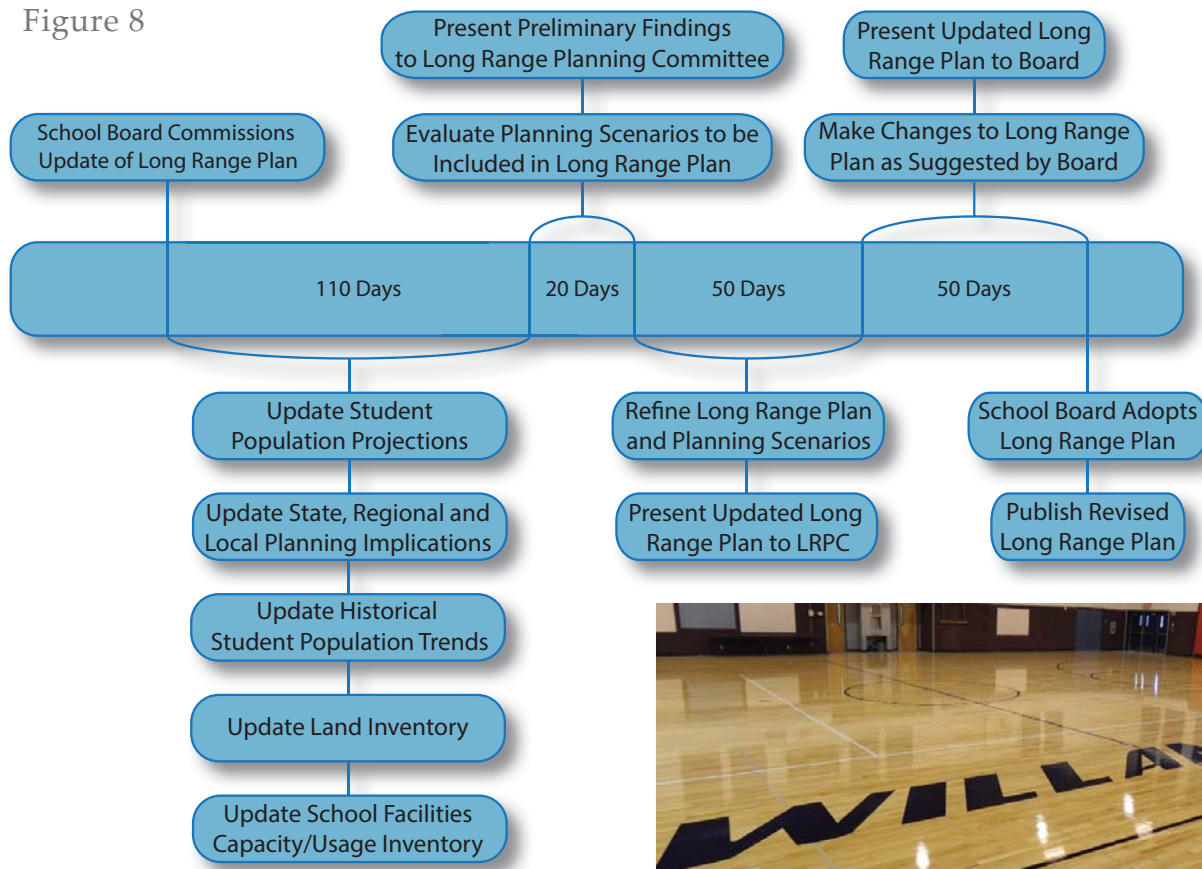 Figure 8
Present Preliminary Findings
to Long Range Planning Committee
Present Updated Long
Range Plan to Board
School Board Commissions
Update of Long Range Plan
Evaluate Planning Scenarios to be
Included in Long Range Plan
Make Changes to Long Range
Plan as Suggested by Board
110 Days
20 Days
50 Days
50 Days
Update Student
Population Projections
Refine Long Range Plan
and Planning Scenarios
School Board Adopts
Long Range Plan
Update State, Regional and
Local Planning Implications
Present Updated Long
Range Plan to LRPC
Publish Revised
Long Range Plan
Update Historical
Student Population Trends
Update Land Inventory
Update School Facilities
Capacity/Usage Inventory
WILLA